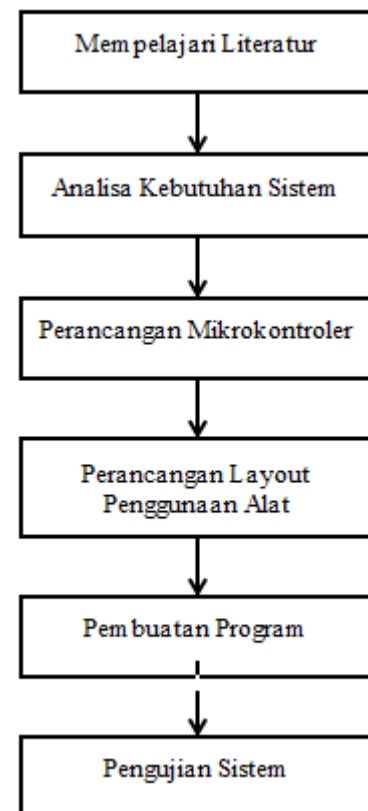 Mempelajari Literatur
Analisa Kebutuhan Sistem
Perancangan Mikrokontroler
Perancangan Layout
Penggunaan Alat
Pembuatan Program
Pengujian Sistem